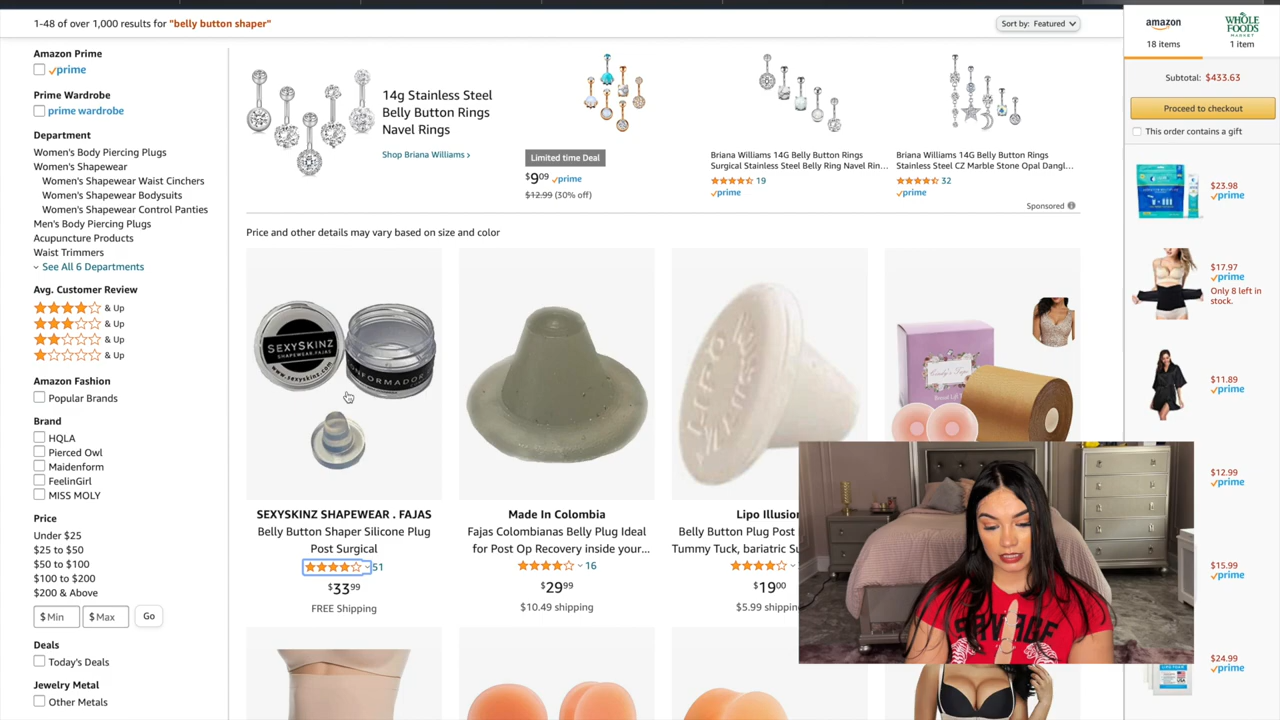 1-48 of over 1,000 results for "belly button shaper"
Sort by: Featured
amazon
18 items
WHOLE
FOODS
MARKET
1 item
Subtotal: $433.63
Proceed to checkout
This order contains a gift
Amazon Prime
prime
Prime Wardrobe
prime wardrobe
Department
Women's Body Piercing Plugs
Women's Shapewear
Women's Shapewear Waist Cinchers
Women's Shapewear Bodysuits
Women's Shapewear Control Panties
Men's Body Piercing Plugs
Acupuncture Products
Waist Trimmers
See All 6 Departments
Avg. Customer Review
& Up
& Up
& Up
& Up
Amazon Fashion
Popular Brands
Brand
HQLA
Pierced Owl
Maidenform
FeelinGirl
MISS MOLY
Price
Under $25
$25 to $50
$50 to $100
$100 to $200
$200 & Above
$ Min
$ Max
Go
Deals
Today's Deals
Jewelry Metal
Other Metals
14g Stainless Steel
Belly Button Rings
Navel Rings
Shop Briana Williams ›
Limited time Deal
$9 09 prime
$12.99 (30% off)
Briana Williams 14G Belly Button Rings
Surgical Stainless Steel Belly Ring Navel Rin...
19
prime
Briana Williams 14G Belly Button Rings
Stainless Steel CZ Marble Stone Opal Dangl...
32
prime
Sponsored
Price and other details may vary based on size and color
SEXYSKINZ
SHAPEWEAR.FAJAS
www.sexyskinz.com
ONFORMADOR
SEXYSKINZ SHAPEWEAR . FAJAS
Belly Button Shaper Silicone Plug
Post Surgical
51
$33 99
FREE Shipping
Made In Colombia
Fajas Colombianas Belly Plug Ideal
for Post Op Recovery inside your...
16
$29 99
$10.49 shipping
Lipo Illusion
Belly Button Plug Post
Tummy Tuck, bariatric Su
$19 00
$5.99 shippin
$23.98
prime
$17.97
prime
Only 8 left in
stock.
$11.89
prime
$12.99
prime
$15.99
prime
$24.99
prime